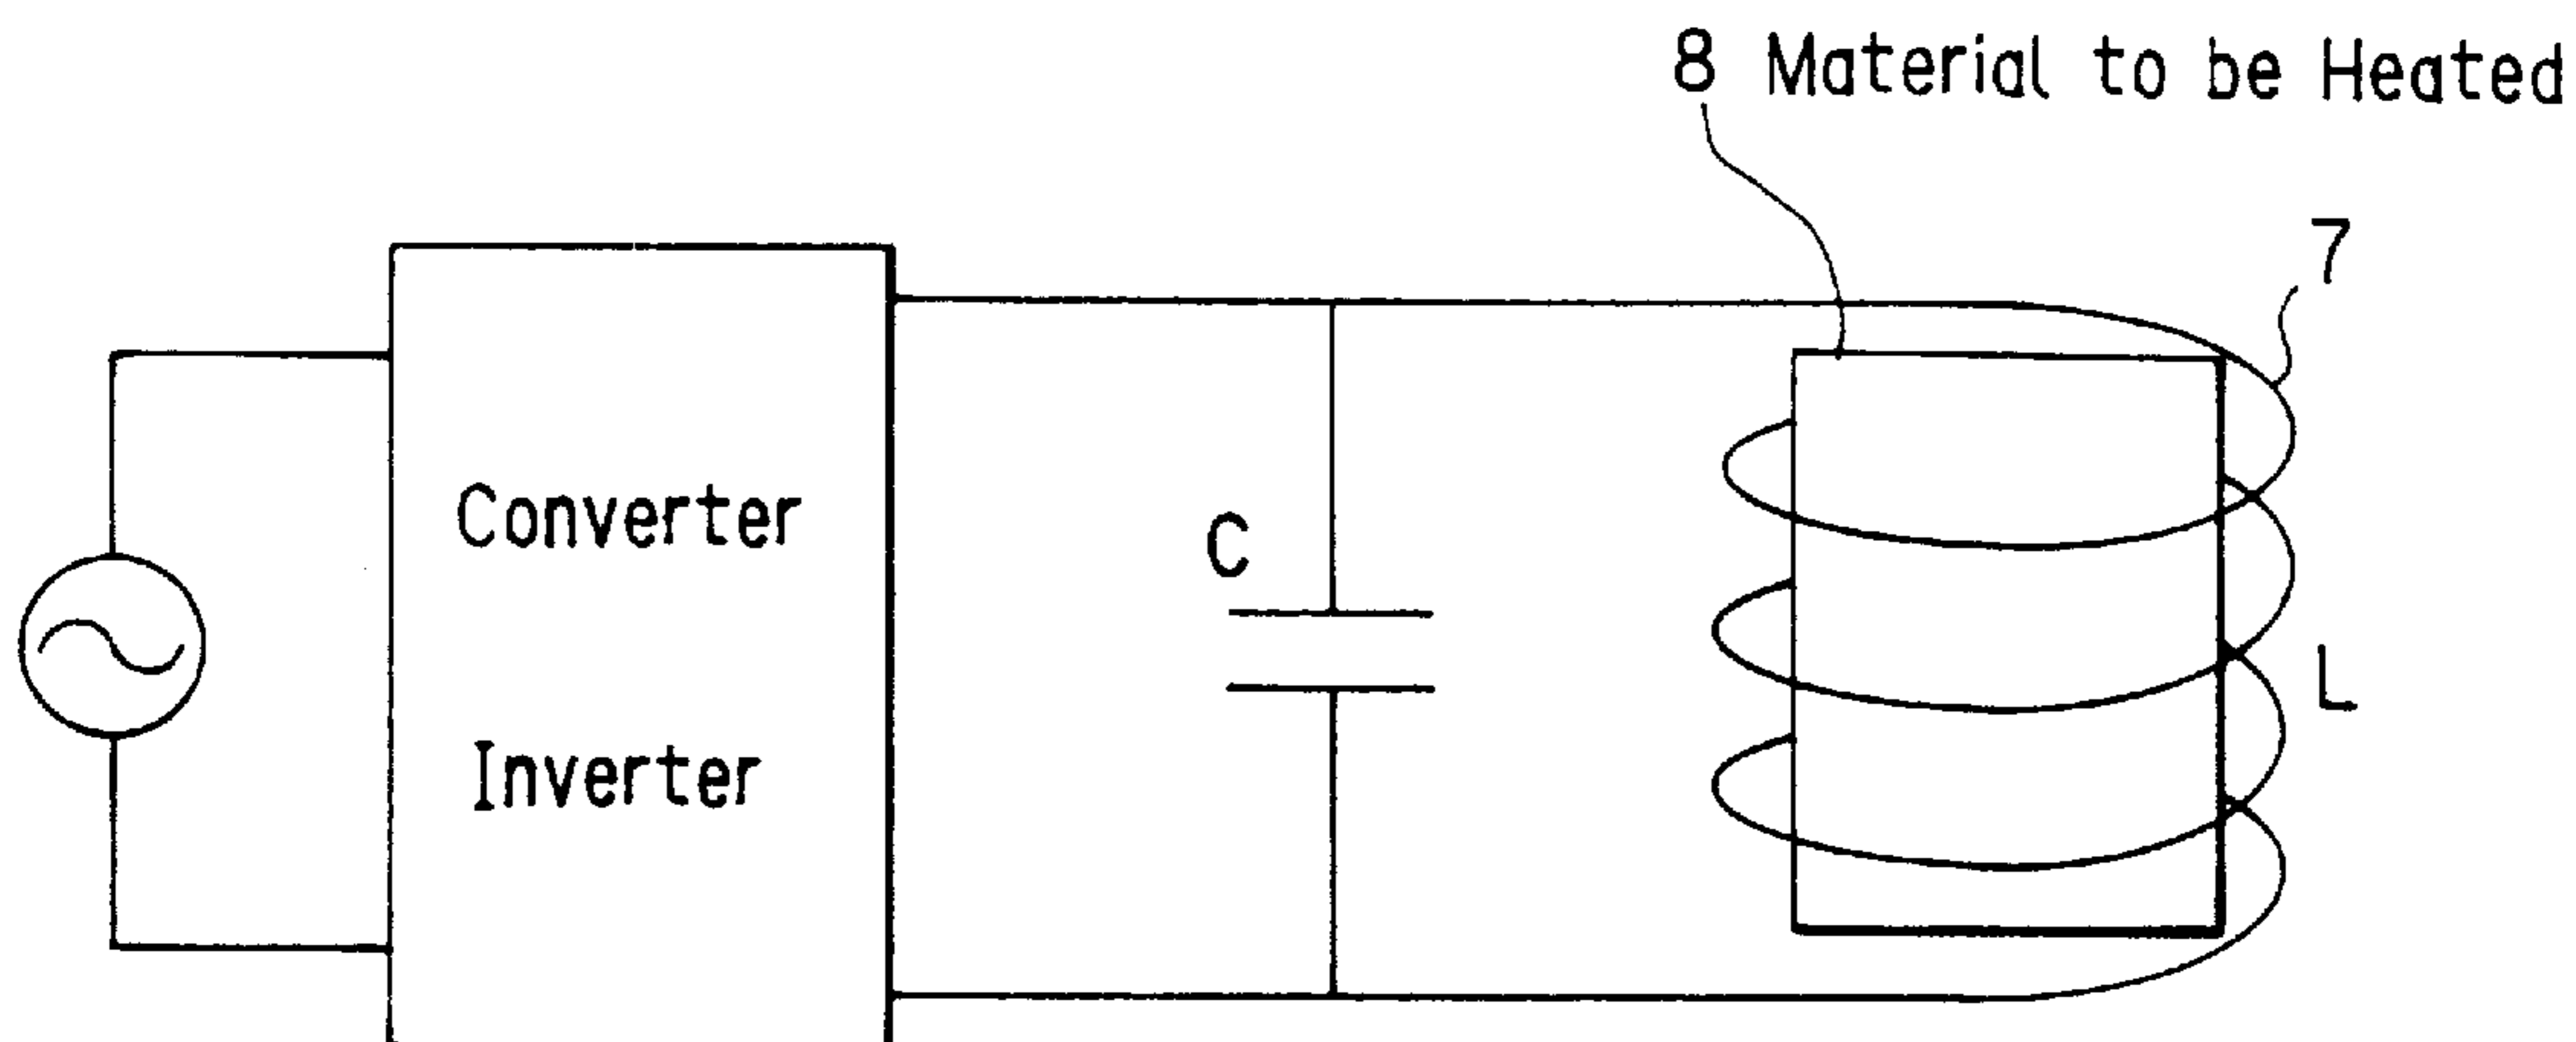 8 Material to be Heated
7
Converter
C
L
Inverter